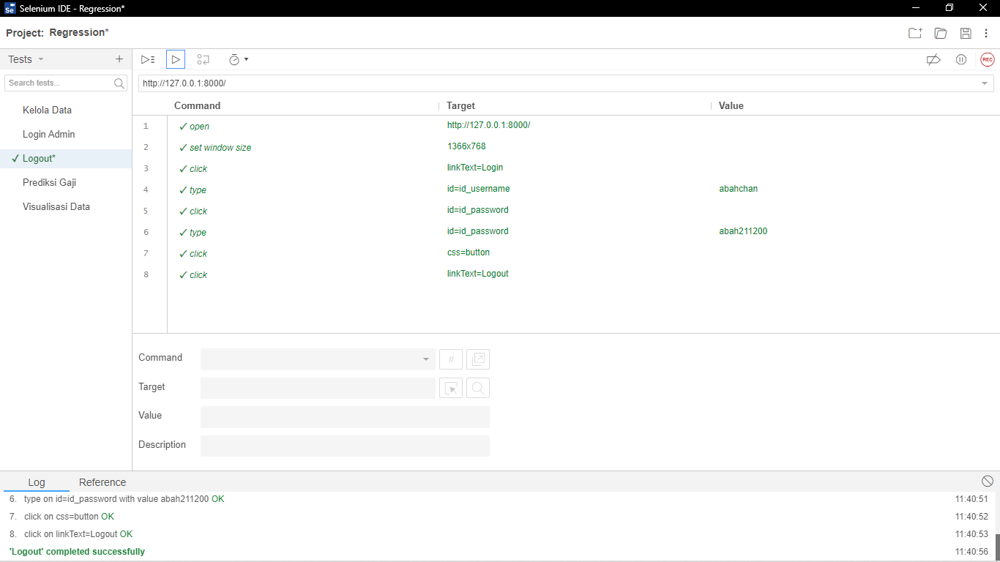 Selenium IDE - Regression*
Project: Regression*
Tests
Search tests...
Kelola Data
Login Admin
✓ Logout*
Prediksi Gaji
Visualisasi Data
REC
http://127.0.0.1:8000/
Command Target Value
1 ✓ open http://127.0.0.1:8000/
2 ✓ set window size 1366x768
3 ✓ click linkText=Login
4 ✓ type id=id_username abahchan
5 ✓ click id=id_password
6 ✓ type id=id_password abah211200
7 ✓ click css=button
8 ✓ click linkText=Logout
Command //
Target
Value
Description
Log Reference
6. type on id=id_password with value abah211200 OK 11:40:51
7. click on css=button OK 11:40:52
8. click on linkText=Logout OK 11:40:53
'Logout' completed successfully 11:40:56